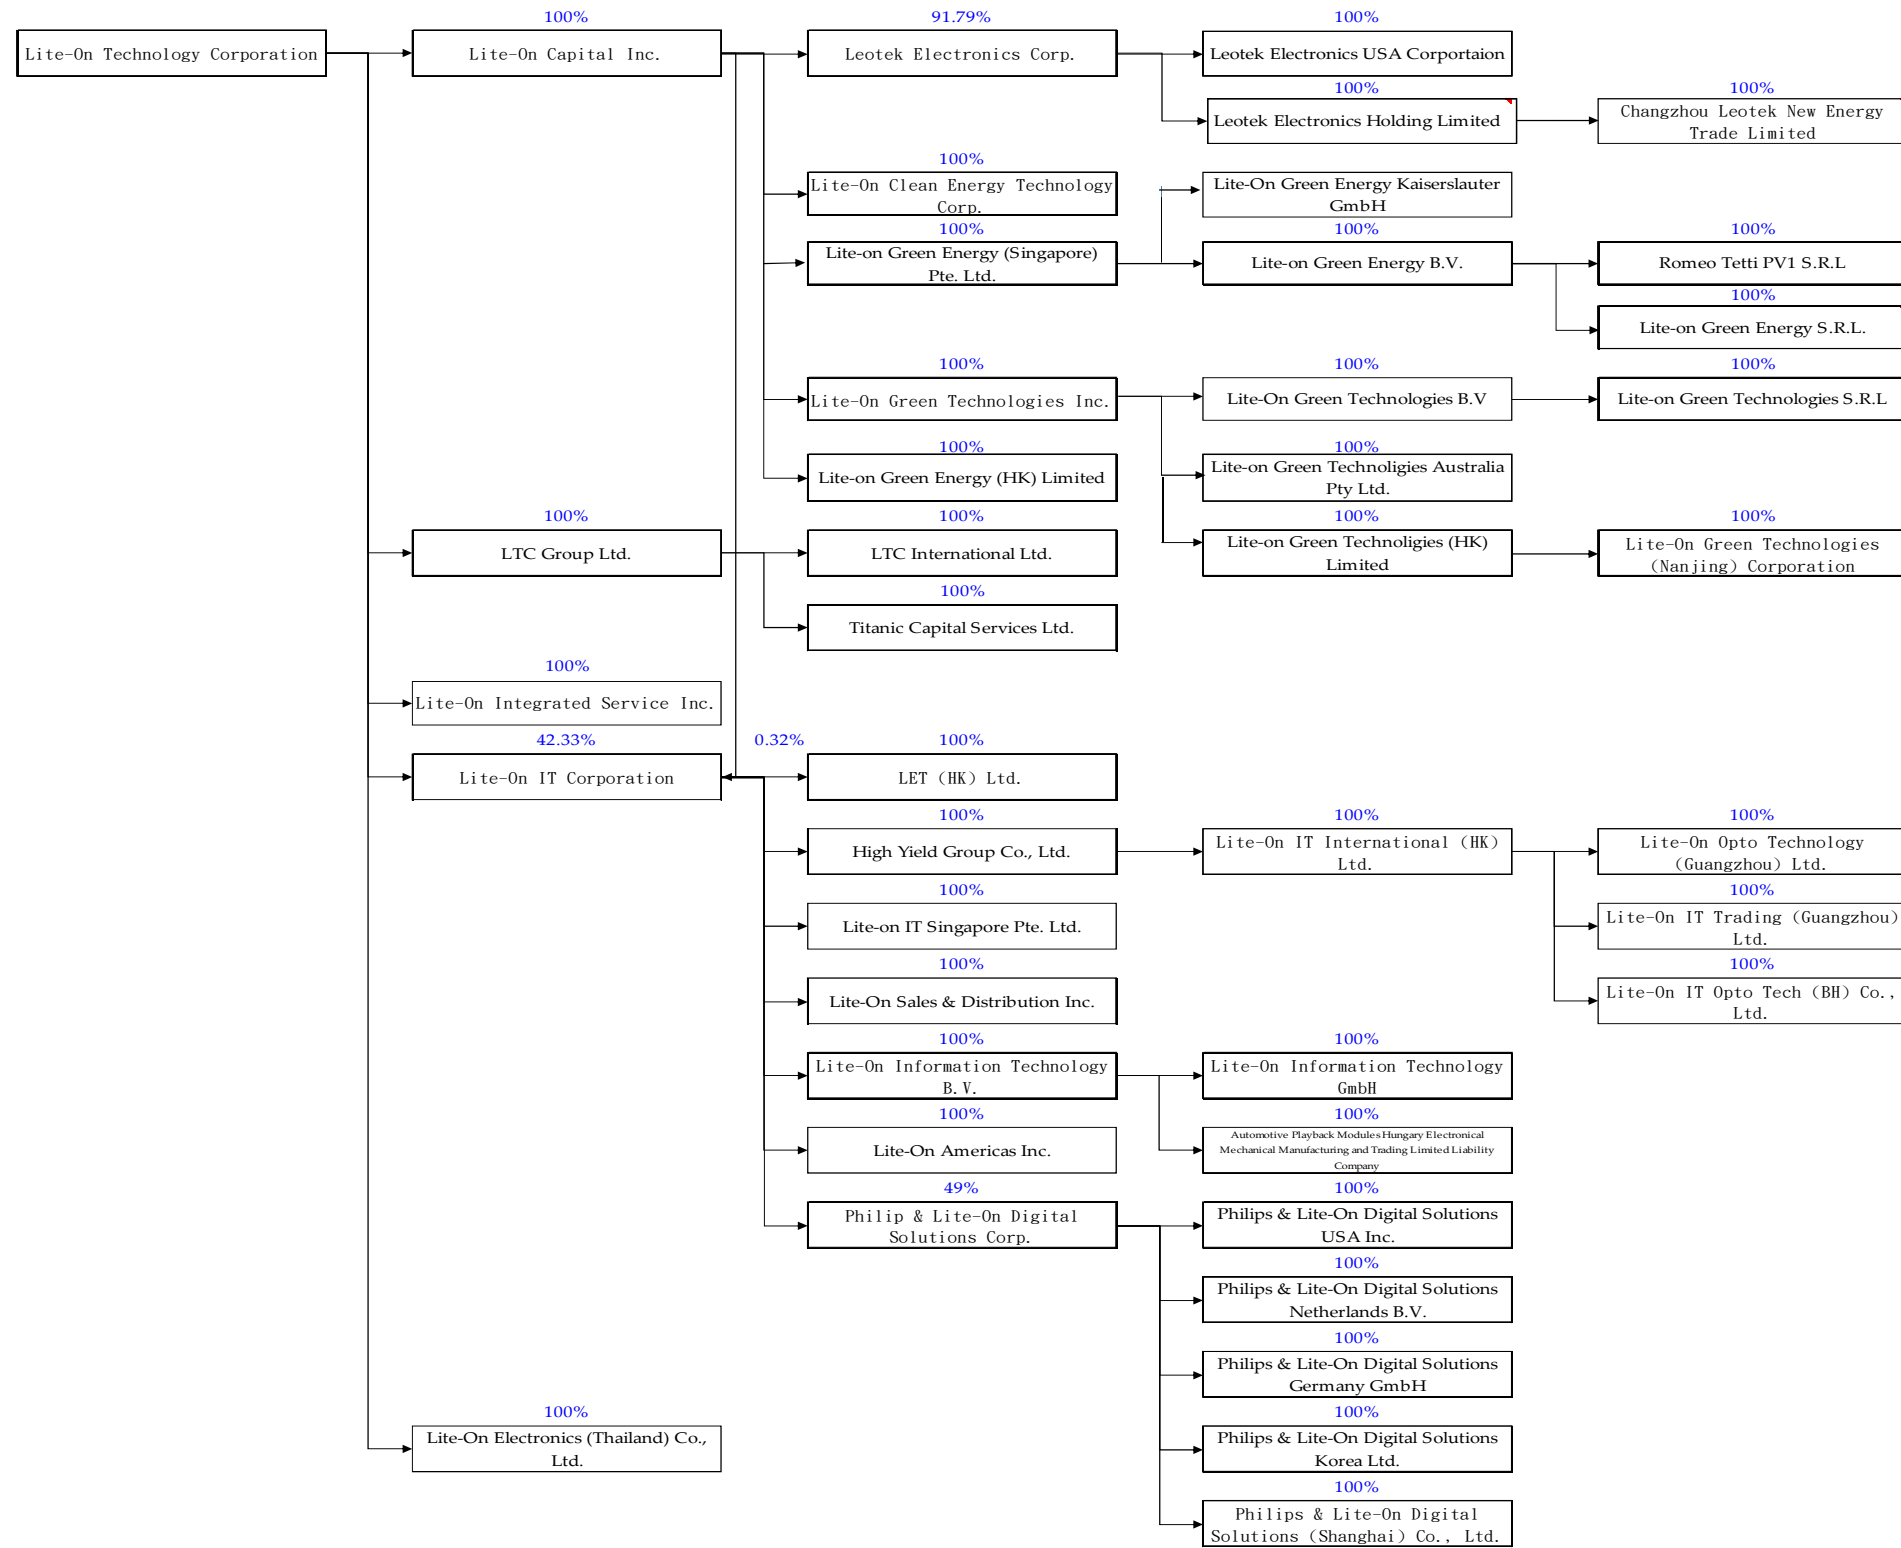 100%
91.79%
100%
Lite-On Technology Corporation
Lite-On Capital Inc.
Leotek Electronics Corp.
Leotek Electronics USA Corportaion
100%
100%
Leotek Electronics Holding Limited
Changzhou Leotek New Energy
Trade Limited
100%
Lite-On Clean Energy Technology
Corp.
Lite-On Green Energy Kaiserslauter
GmbH
100%
100%
100%
Lite-on Green Energy (Singapore)
Pte. Ltd.
Lite-on Green Energy B.V.
Romeo Tetti PV1 S.R.L
100%
Lite-on Green Energy S.R.L.
100%
100%
100%
Lite-On Green Technologies Inc.
Lite-On Green Technologies B.V
Lite-on Green Technologies S.R.L
100%
100%
Lite-on Green Energy (HK) Limited
Lite-on Green Technoligies Australia
Pty Ltd.
100%
100%
100%
100%
LTC Group Ltd.
LTC International Ltd.
Lite-on Green Technoligies (HK)
Limited
Lite-On Green Technologies
(Nanjing) Corporation
100%
Titanic Capital Services Ltd.
100%
Lite-On Integrated Service Inc.
42.33%
0.32%
100%
Lite-On IT Corporation
LET (HK) Ltd.
100%
100%
100%
High Yield Group Co., Ltd.
Lite-On IT International (HK)
Ltd.
Lite-On Opto Technology
(Guangzhou) Ltd.
100%
100%
Lite-on IT Singapore Pte. Ltd.
Lite-On IT Trading (Guangzhou)
Ltd.
100%
100%
Lite-On Sales & Distribution Inc.
Lite-On IT Opto Tech (BH) Co.,
Ltd.
100%
100%
Lite-On Information Technology
B.V.
Lite-On Information Technology
GmbH
100%
100%
Lite-On Americas Inc.
Automotive Playback Modules Hungary Electronical
Mechanical Manufacturing and Trading Limited Liability
Company
49%
100%
Philip & Lite-On Digital
Solutions Corp.
Philips & Lite-On Digital Solutions
USA Inc.
100%
Philips & Lite-On Digital Solutions
Netherlands B.V.
100%
Philips & Lite-On Digital Solutions
Germany GmbH
100%
100%
Lite-On Electronics (Thailand) Co.,
Ltd.
Philips & Lite-On Digital Solutions
Korea Ltd.
100%
Philips & Lite-On Digital
Solutions (Shanghai) Co., Ltd.